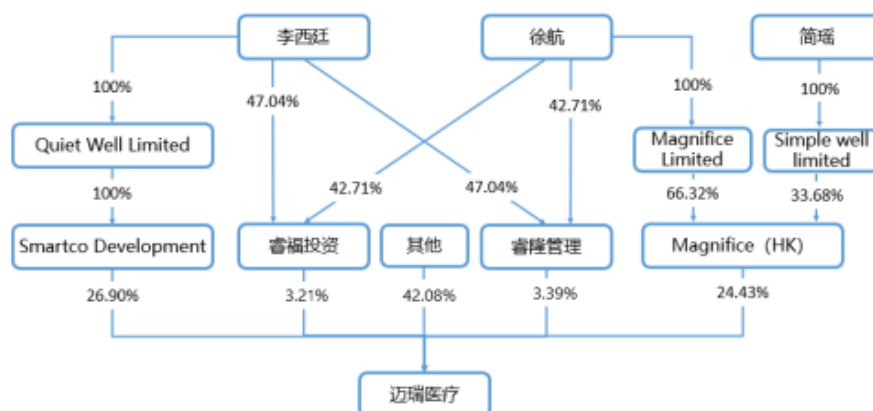 李西廷
徐航
简瑶
100%
47.04%
42.71%
100%
100%
Quiet Well Limited
Magnifice
Limited
Simple well
limited
100%
42.71%
47.04%
66.32%
33.68%
Smartco Development
睿福投资
其他
睿隆管理
Magnifice（HK）
26.90%
3.21%
42.08%
3.39%
24.43%
迈瑞医疗